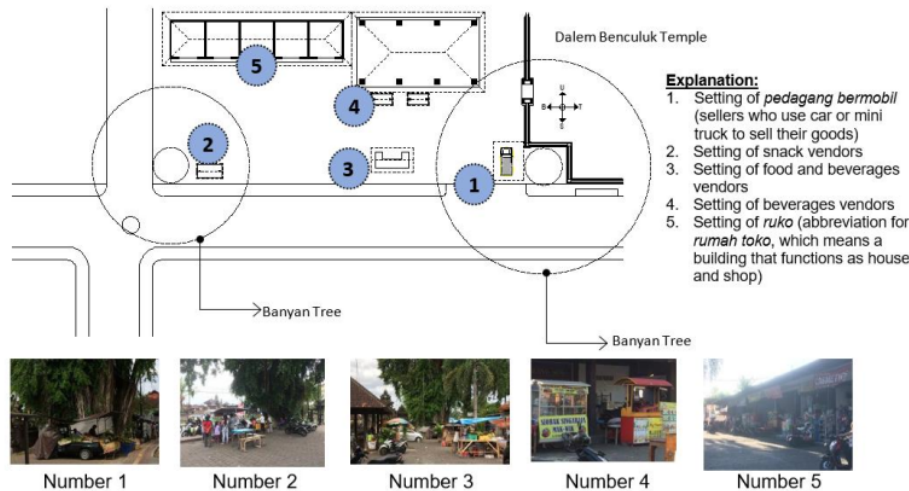 Dalem Benculuk Temple
5
4
U
B T
S
2
3
1
Explanation:
1. Setting of pedagang bermobil
(sellers who use car or mini
truck to sell their goods)
2. Setting of snack vendors
3. Setting of food and beverages
vendors
4. Setting of beverages vendors
5. Setting of ruko (abbreviation for
rumah toko, which means a
building that functions as house
and shop)
Banyan Tree
Banyan Tree
Number 1
Number 2
Number 3
Number 4
Number 5